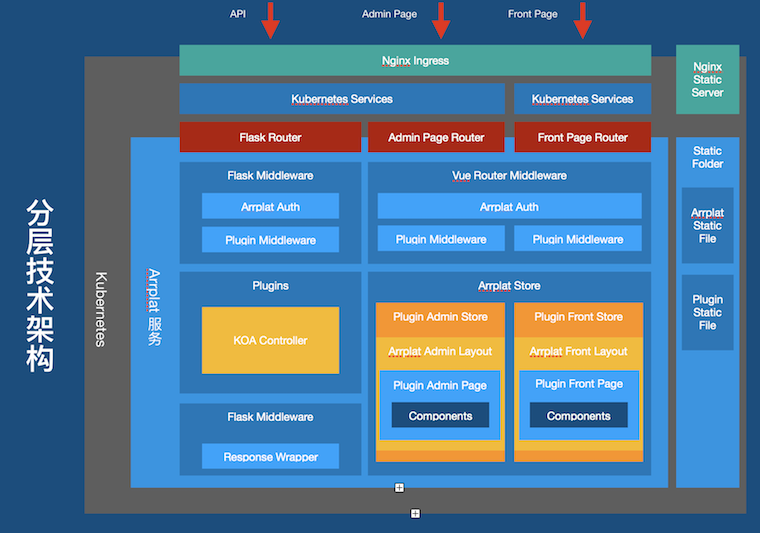 API
Admin Page
Front Page
Nginx Ingress
Nginx
Static
Server
Kubernetes Services
Kubernetes Services
Flask Router
Admin Page Router
Front Page Router
Static
Folder
Flask Middleware
Vue Router Middleware
Arrplat Auth
Arrplat Auth
Plugin Middleware
Plugin Middleware
Plugin Middleware
Arrplat
Static
File
分层技术架构
Kubernetes
Arrplat 服务
Plugins
Arrplat Store
KOA Controller
Plugin Admin Store
Plugin Front Store
Arrplat Admin Layout
Arrplat Front Layout
Plugin Admin Page
Plugin Front Page
Components
Components
Plugin
Static
File
Flask Middleware
Response Wrapper